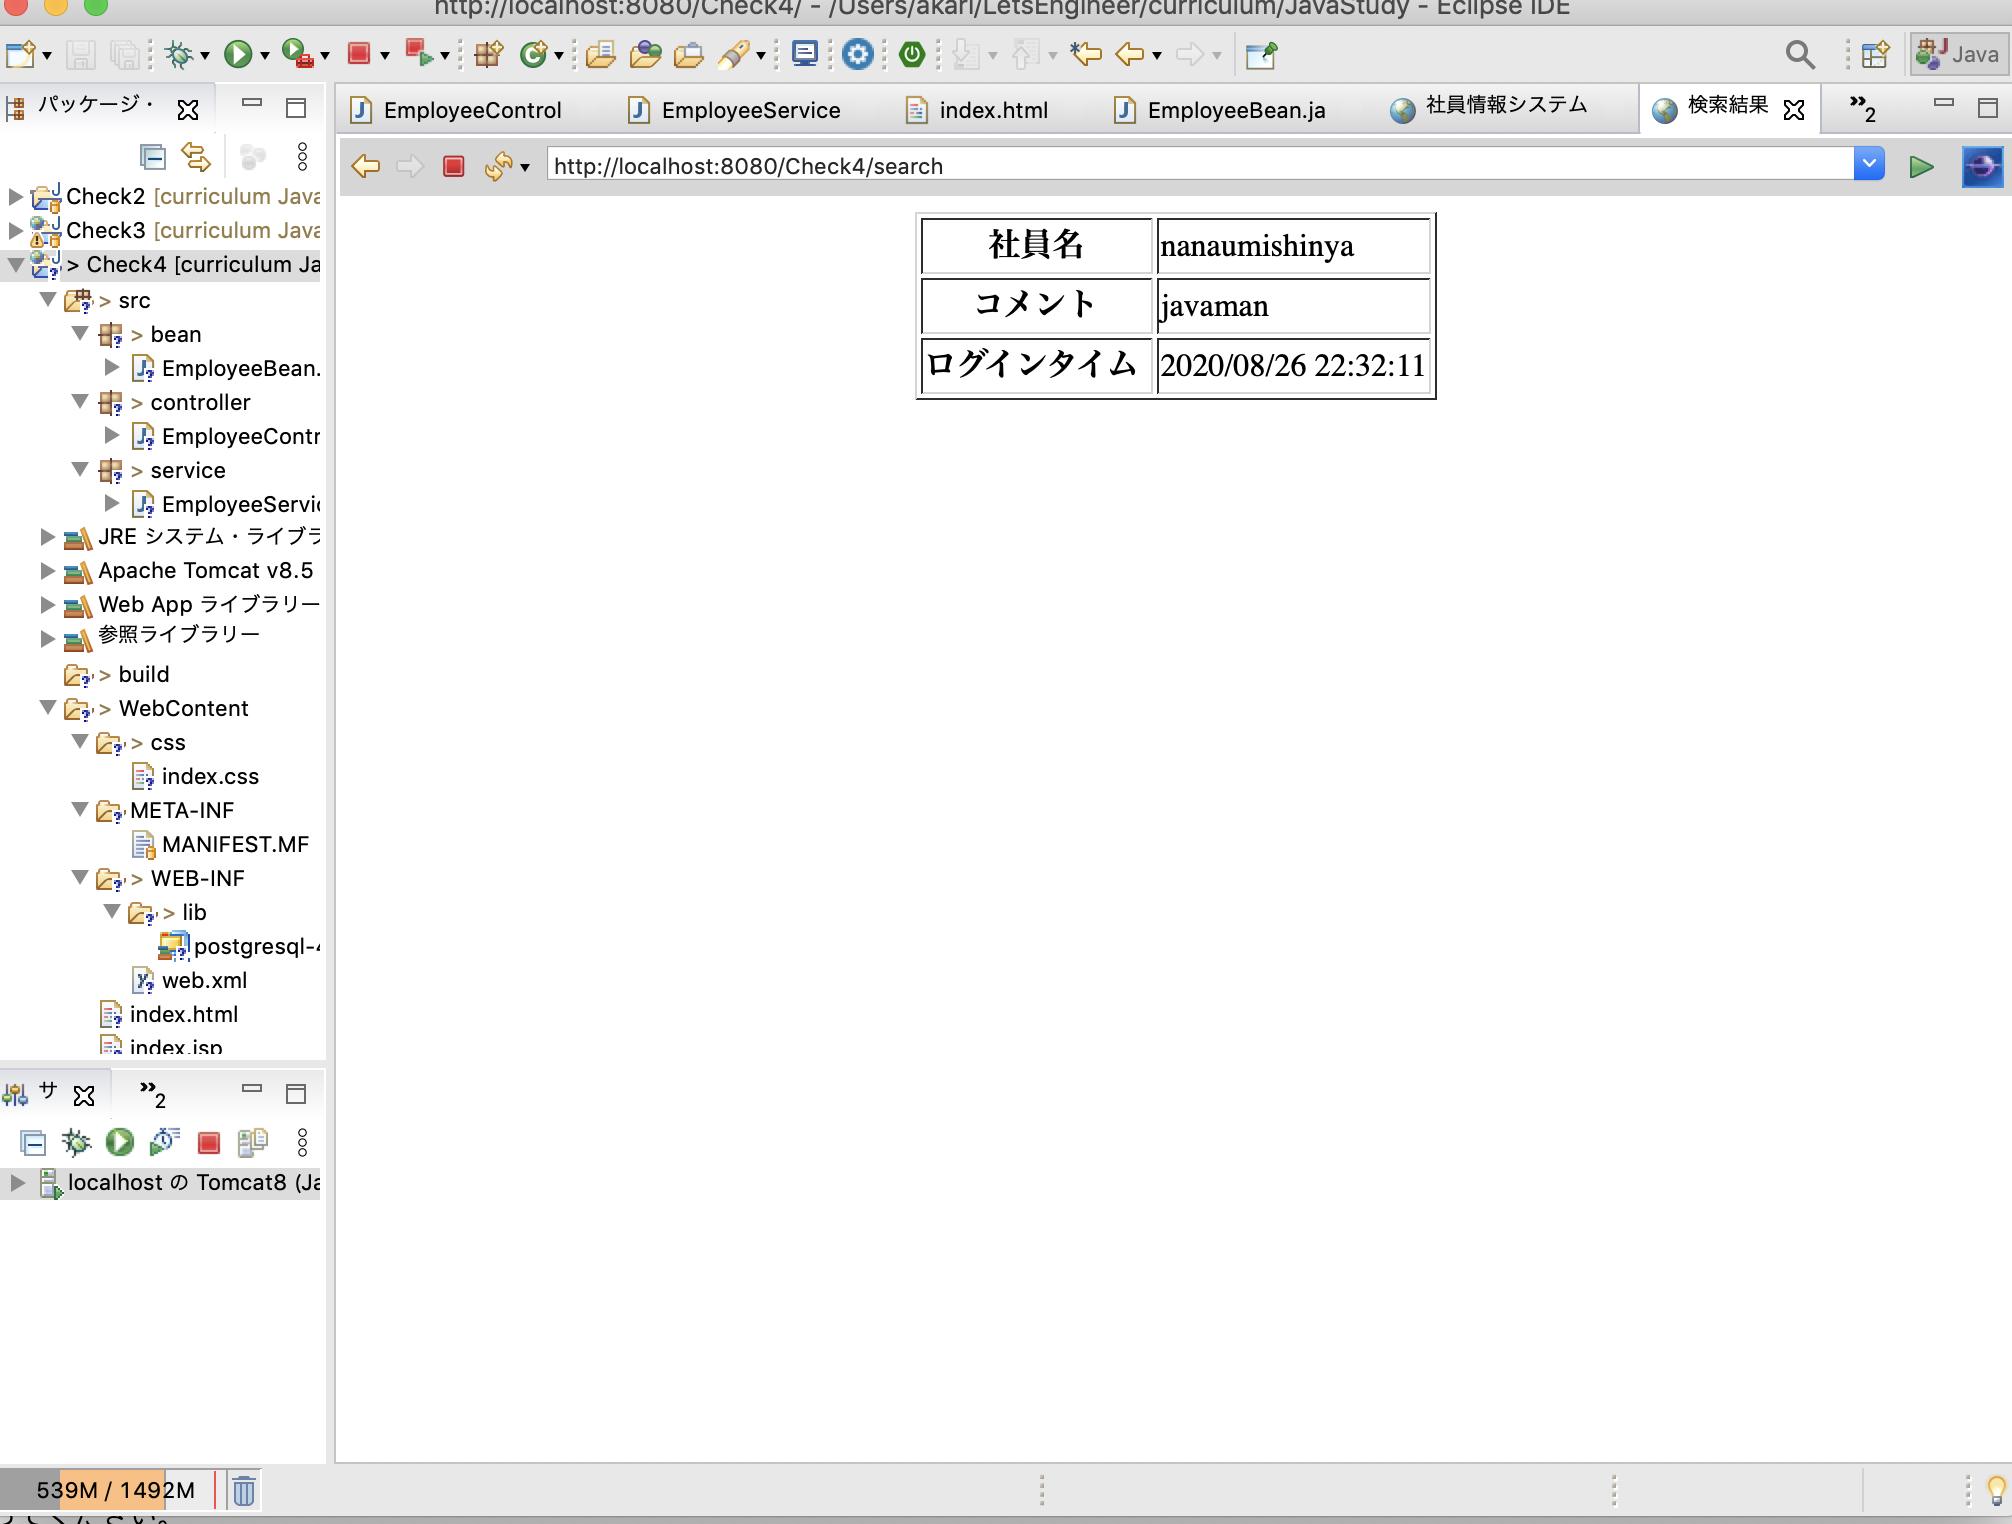 http://localhost:8080/Check4/ - /Users/akari/LetsEngineer/curriculum/JavaStudy - Eclipse IDE
Java
パッケージ・
EmployeeControl
EmployeeService
index.html
EmployeeBean.ja
社員情報システム
検索結果
»2
http://localhost:8080/Check4/search
Check2 [curriculum Java
Check3 [curriculum Java
> Check4 [curriculum Ja
> src
> bean
EmployeeBean.
> controller
EmployeeContr
> service
EmployeeServic
JRE システム・ライブラ
Apache Tomcat v8.5
Web App ライブラリー
参照ライブラリー
> build
> WebContent
> css
index.css
META-INF
MANIFEST.MF
> WEB-INF
> lib
postgresql-4
web.xml
index.html
index.jsp
社員名 nanaumishinya
コメント javaman
ログインタイム 2020/08/26 22:32:11
サ
»2
localhost の Tomcat8 (Ja
539M / 1492M